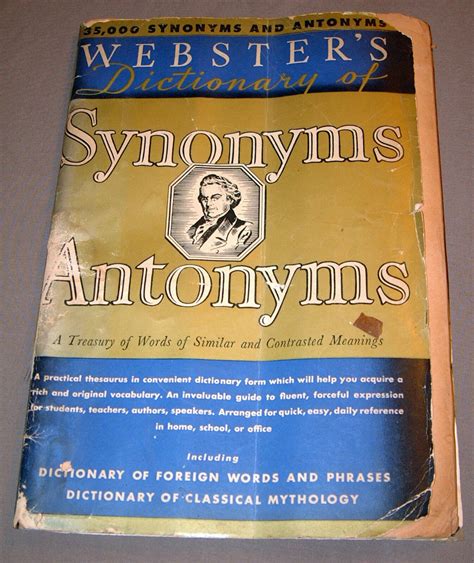 35,000 SYNONYMS AND ANTONYMS
WEBSTER'S
Dictionary of
Synonyms
Antonyms
A Treasury of Words of Similar and Contrasted Meanings
A practical thesaurus in convenient dictionary form which will help you acquire a
rich and original vocabulary. An invaluable guide to fluent, forceful expression
for students, teachers, authors, speakers. Arranged for quick, easy, daily reference
in home, school, or office
Including
DICTIONARY OF FOREIGN WORDS AND PHRASES
DICTIONARY OF CLASSICAL MYTHOLOGY